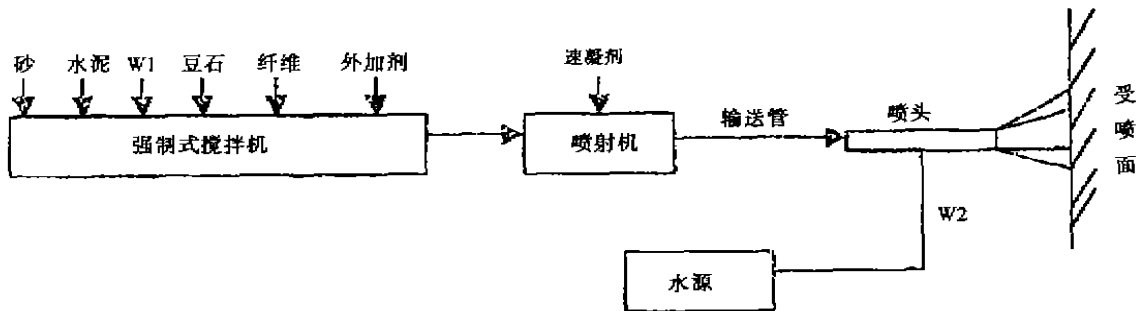 砂 水泥 W1 豆石 纤维 外加剂 速凝剂
强制式搅拌机 喷射机 输送管 喷头 受喷面
W2
水源